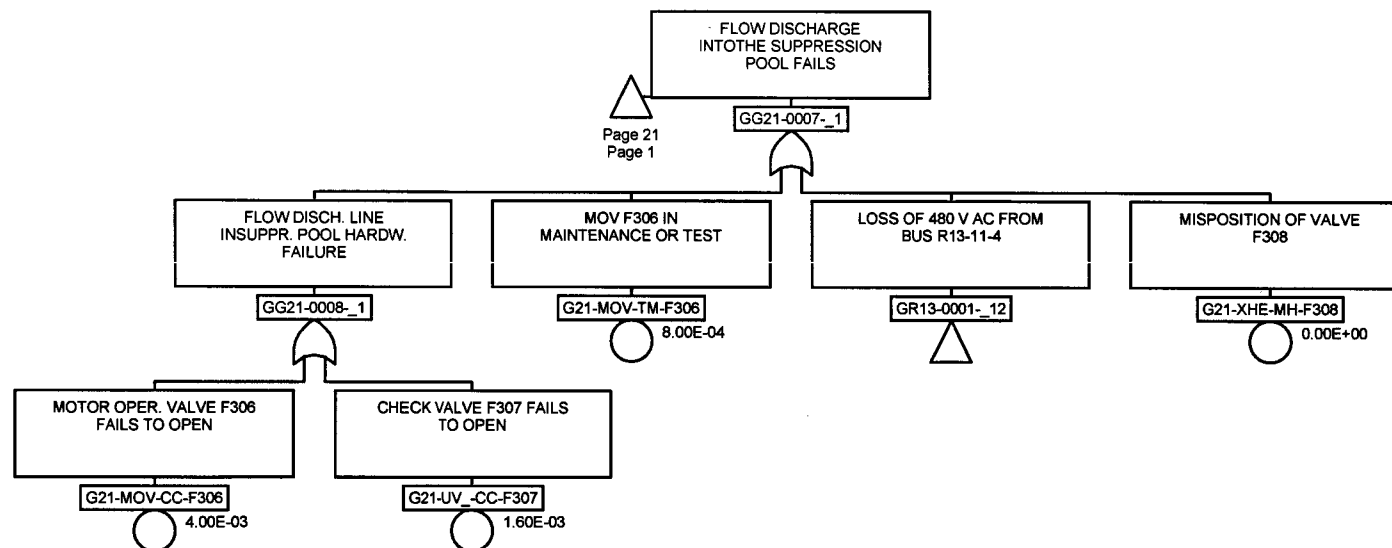 FLOW DISCHARGE
INTOTHE SUPPRESSION
POOL FAILS
Page 21
Page 1
GG21-0007-_1
FLOW DISCH. LINE
INSUPPR. POOL HARDW.
FAILURE
GG21-0008-_1
MOV F306 IN
MAINTENANCE OR TEST
G21-MOV-TM-F306
8.00E-04
LOSS OF 480 V AC FROM
BUS R13-11-4
GR13-0001-_12
MISPOSITION OF VALVE
F308
G21-XHE-MH-F308
0.00E+00
MOTOR OPER. VALVE F306
FAILS TO OPEN
G21-MOV-CC-F306
4.00E-03
CHECK VALVE F307 FAILS
TO OPEN
G21-UV_-CC-F307
1.60E-03